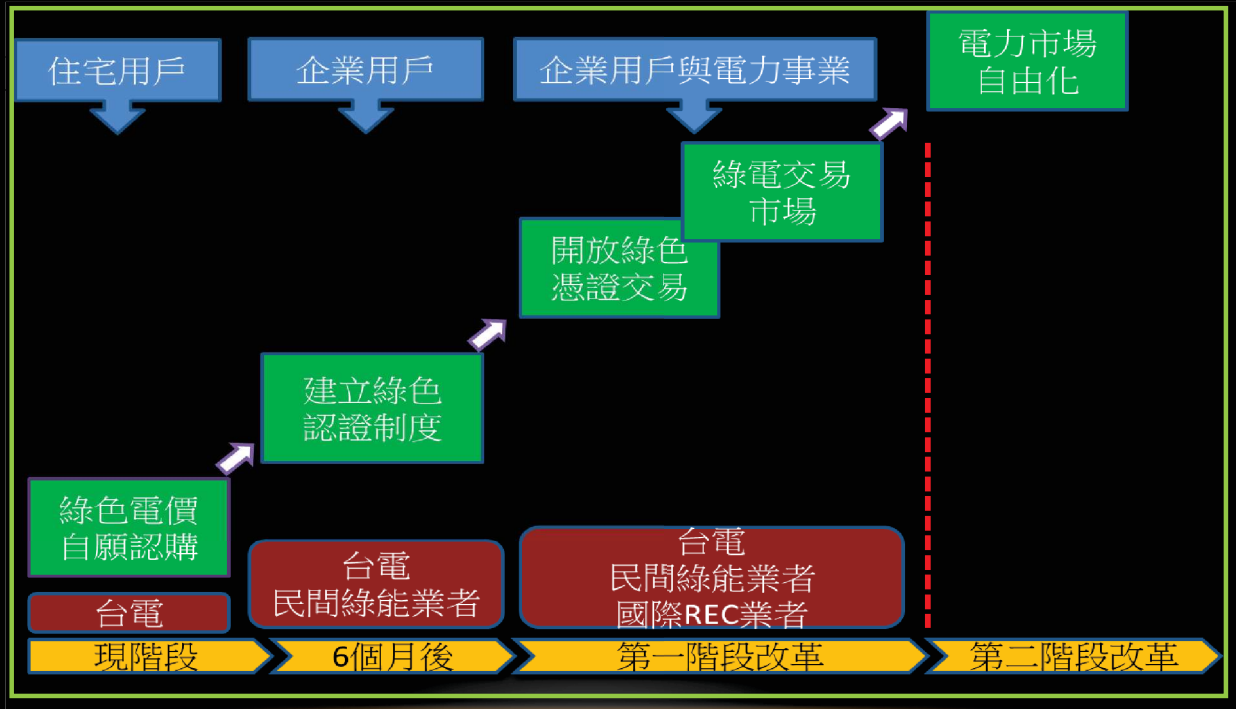 住宅用戶
企業用戶
企業用戶與電力事業
電力市場
自由化
綠電交易
市場
開放綠色
憑證交易
建立綠色
認證制度
綠色電價
自願認購
台電
台電
民間綠能業者
台電
民間綠能業者
國際REC業者
現階段
6個月後
第一階段改革
第二階段改革